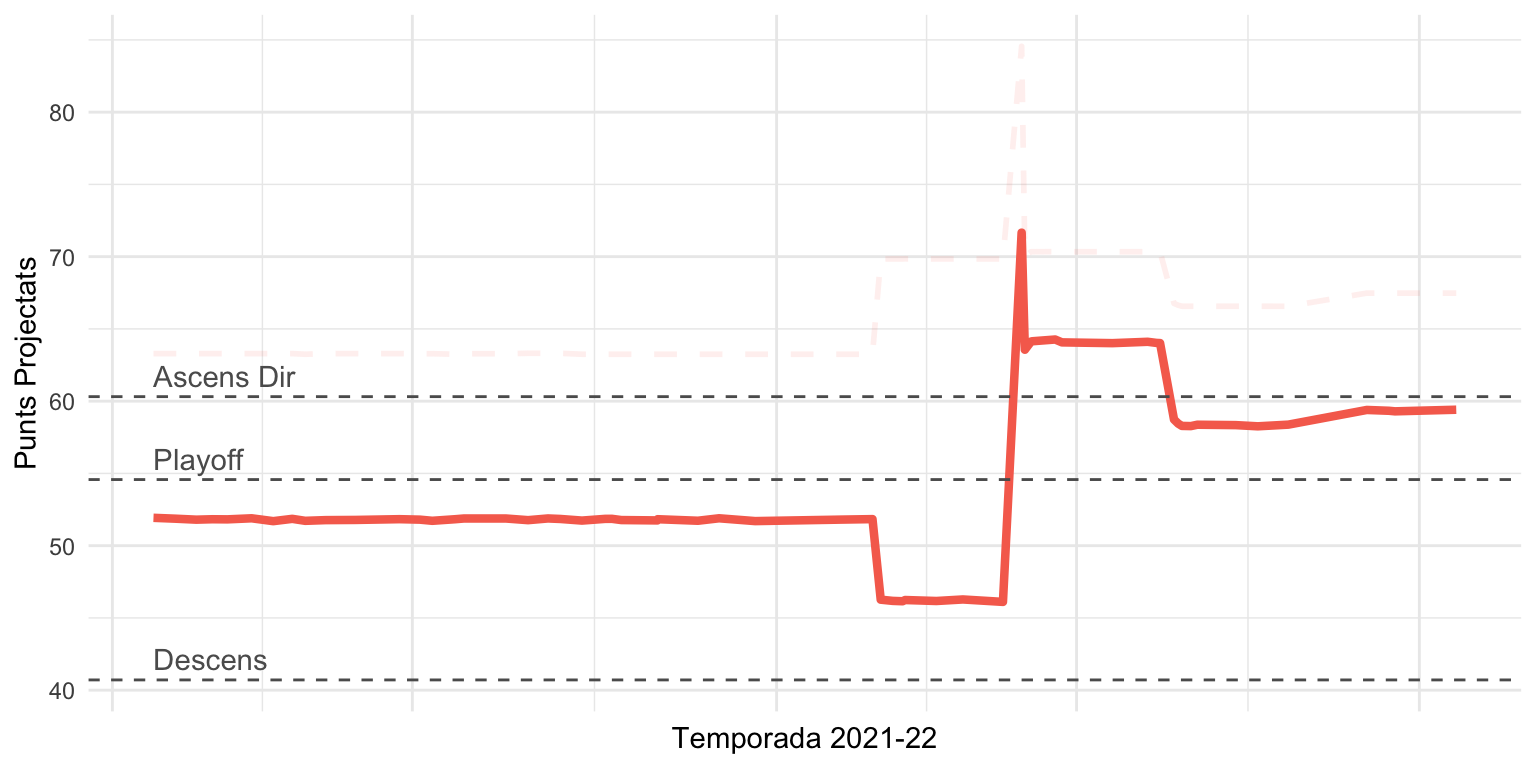 80
70
60
50
40
Punts Projectats
Ascens Dir
Playoff
Descens
Temporada 2021-22